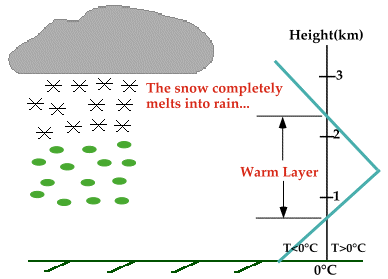 Height(km)
3
The snow completely
melts into rain...
2
Warm Layer
1
T<0°C
T>0°C
0°C